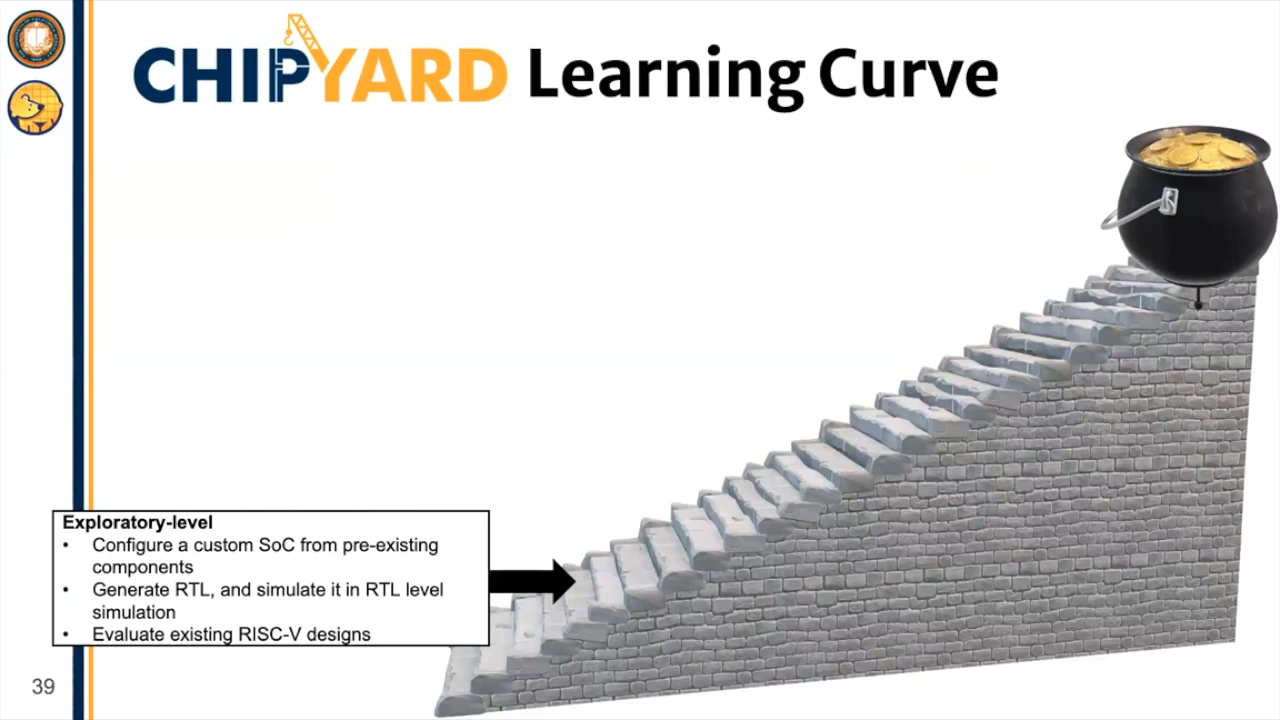 CHIPYARD Learning Curve
Exploratory-level
• Configure a custom SoC from pre-existing
components
• Generate RTL, and simulate it in RTL level
simulation
• Evaluate existing RISC-V designs
39